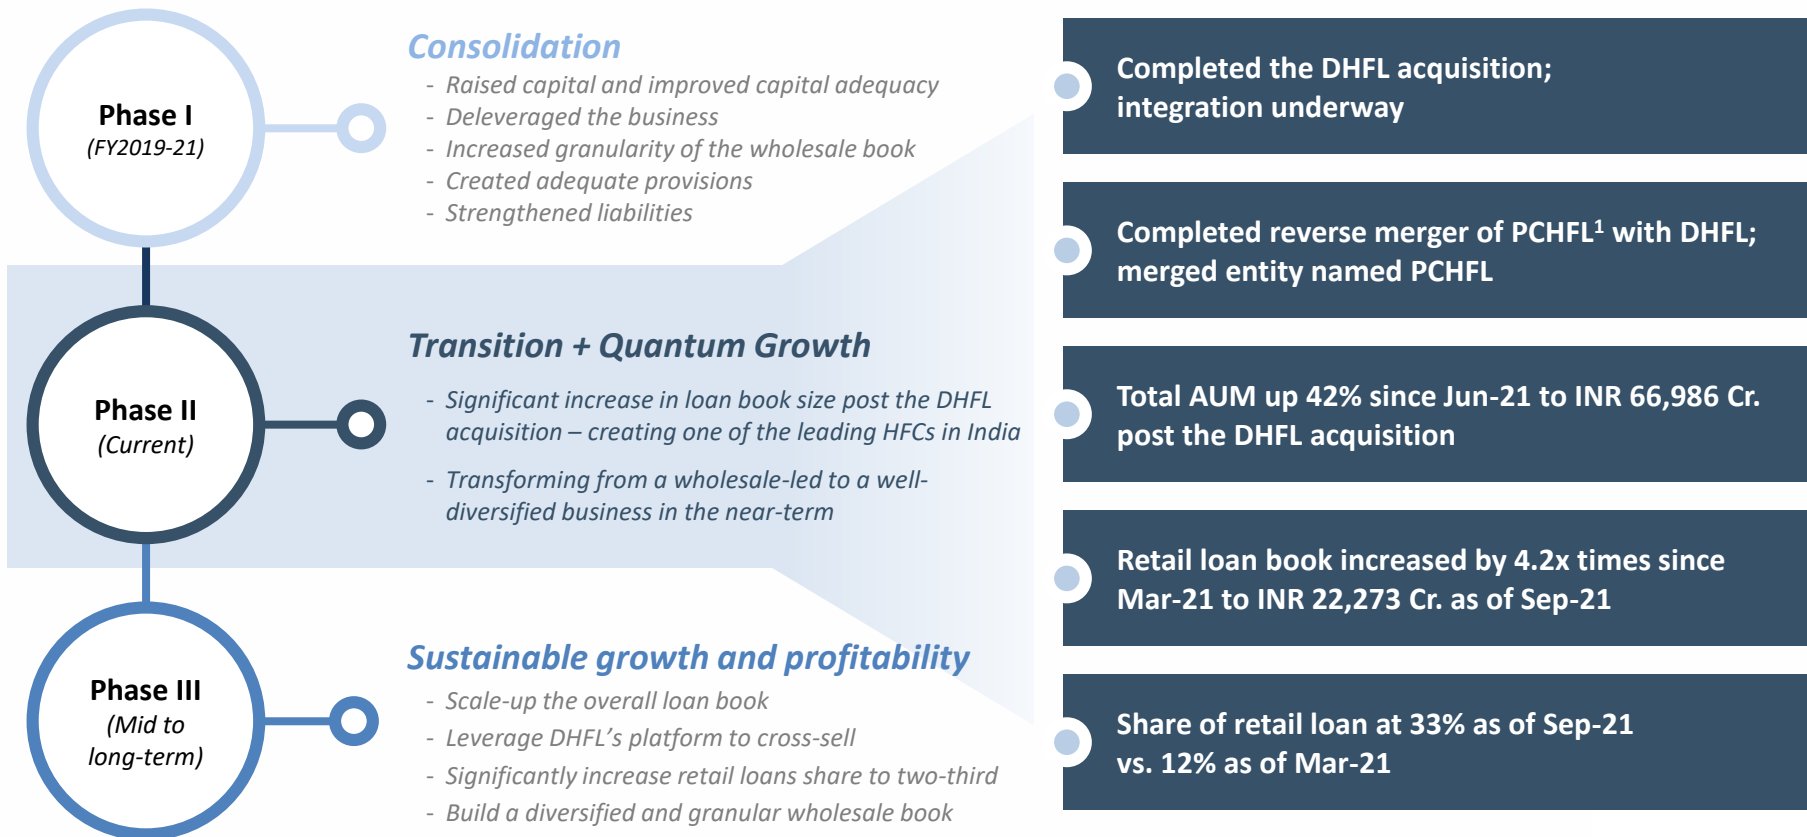 Phase I
(FY2019-21)
Consolidation
- Raised capital and improved capital adequacy
- Deleveraged the business
- Increased granularity of the wholesale book
- Created adequate provisions
- Strengthened liabilities
Phase II
(Current)
Transition + Quantum Growth
- Significant increase in loan book size post the DHFL
acquisition – creating one of the leading HFCs in India
- Transforming from a wholesale-led to a well-
diversified business in the near-term
Phase III
(Mid to
long-term)
Sustainable growth and profitability
- Scale-up the overall loan book
- Leverage DHFL’s platform to cross-sell
- Significantly increase retail loans share to two-third
- Build a diversified and granular wholesale book
Completed the DHFL acquisition;
integration underway
Completed reverse merger of PCHFL¹ with DHFL;
merged entity named PCHFL
Total AUM up 42% since Jun-21 to INR 66,986 Cr.
post the DHFL acquisition
Retail loan book increased by 4.2x times since
Mar-21 to INR 22,273 Cr. as of Sep-21
Share of retail loan at 33% as of Sep-21
vs. 12% as of Mar-21